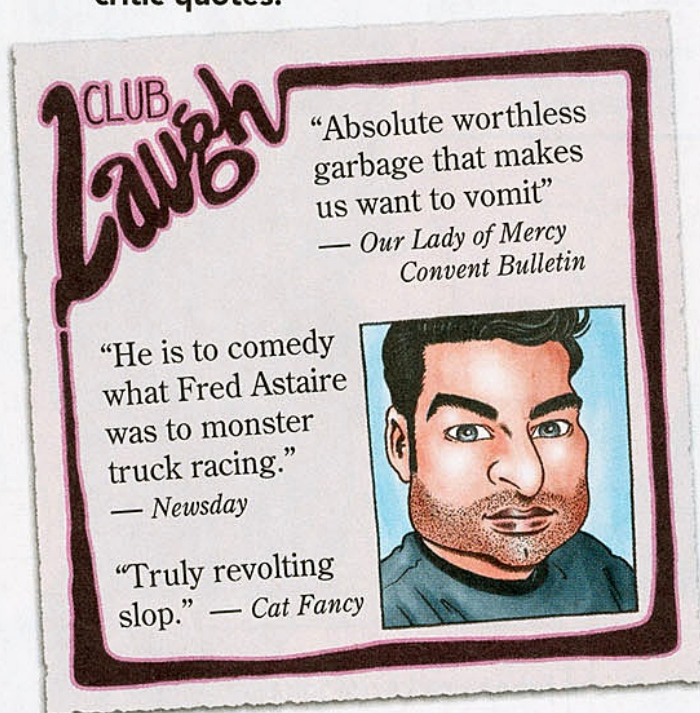 critic quotes:
CLUB
Laugh
“Absolute worthless
garbage that makes
us want to vomit”
— Our Lady of Mercy
Convent Bulletin
“He is to comedy
what Fred Astaire
was to monster
truck racing.”
— Newsday
“Truly revolting
slop.” — Cat Fancy